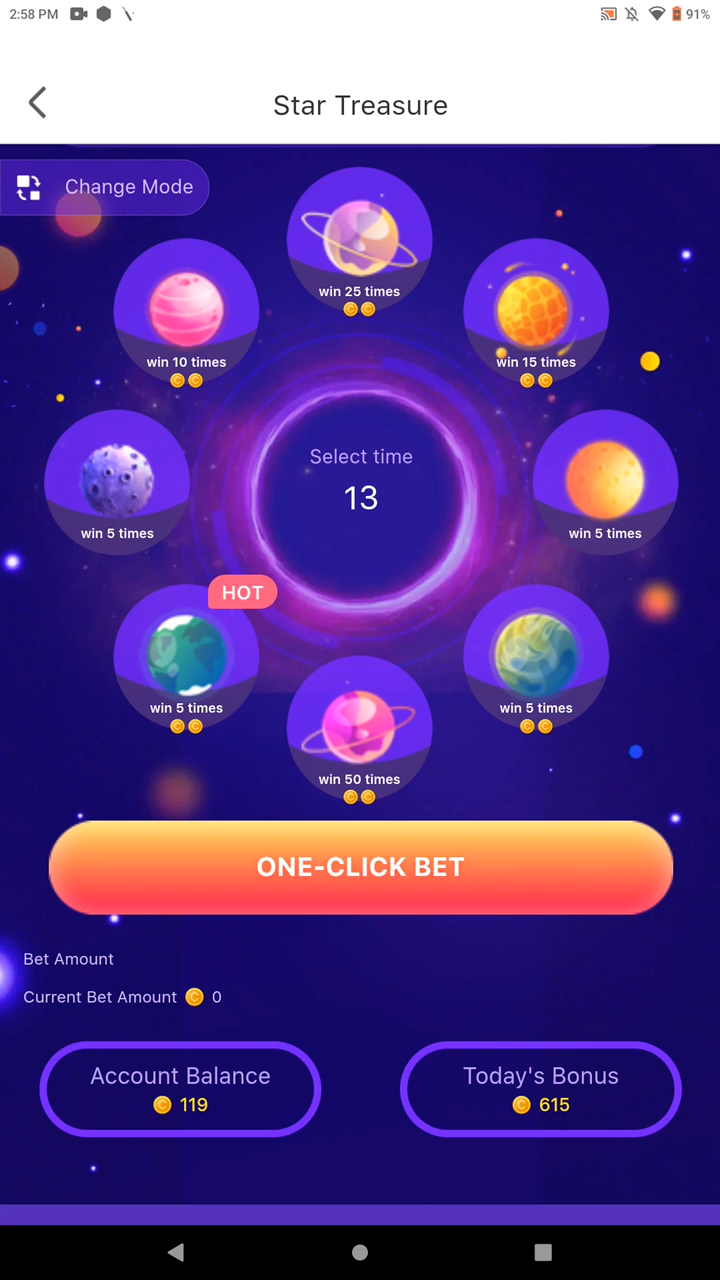 2:58 PM
91%
Star Treasure
Change Mode
win 25 times
win 10 times
win 15 times
Select time
13
win 5 times
win 5 times
HOT
win 5 times
win 5 times
win 50 times
ONE-CLICK BET
Bet Amount
Current Bet Amount 0
Account Balance
119
Today's Bonus
615